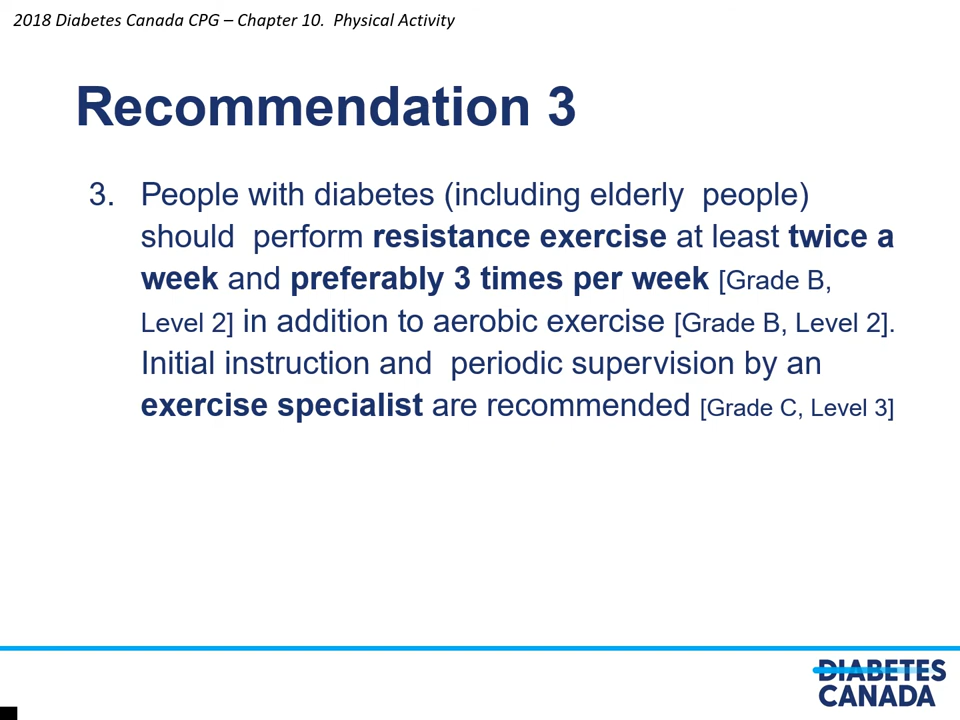 2018 Diabetes Canada CPG – Chapter 10.  Physical Activity
Recommendation 3
3. People with diabetes (including elderly  people)
should  perform resistance exercise at least twice a
week and preferably 3 times per week [Grade B,
Level 2] in addition to aerobic exercise [Grade B, Level 2].
Initial instruction and  periodic supervision by an
exercise specialist are recommended [Grade C, Level 3]
DIABETES
CANADA